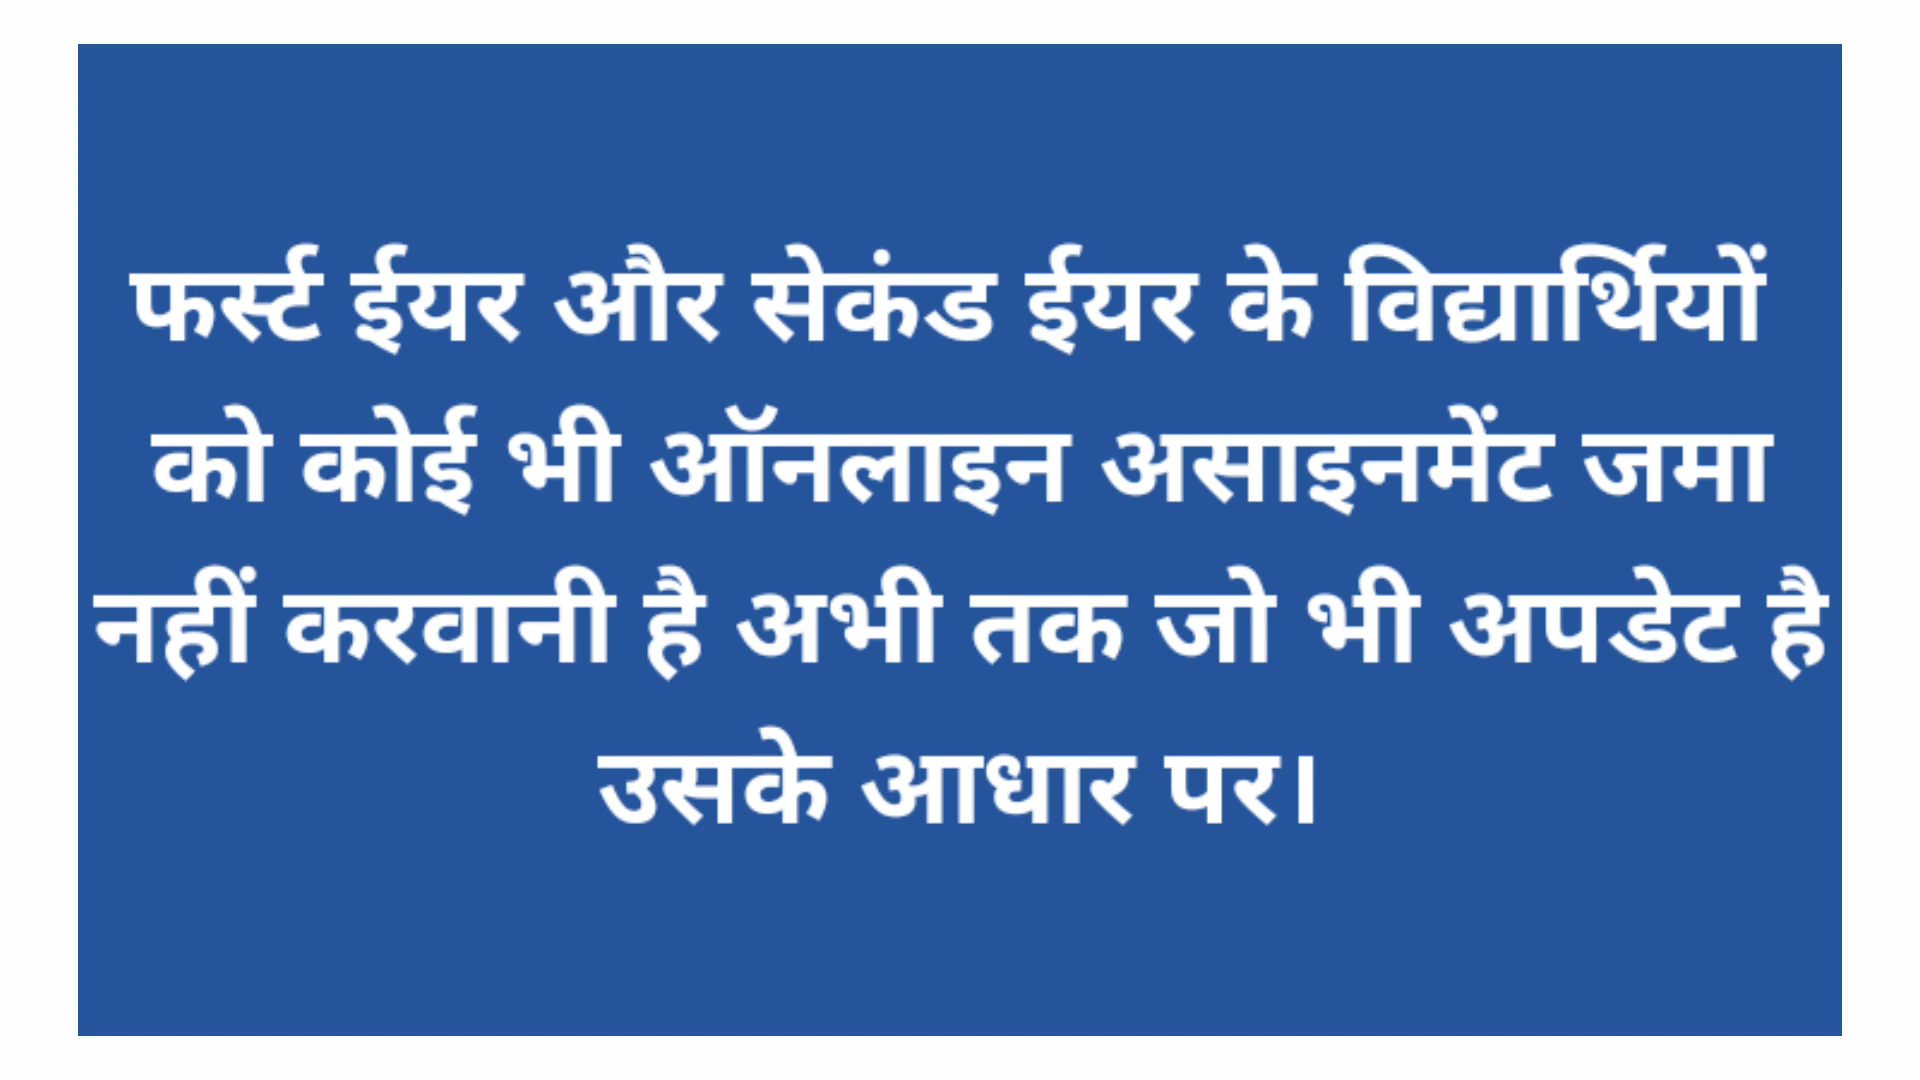 फर्स्ट ईयर और सेकंड ईयर के विद्यार्थियों
को कोई भी ऑनलाइन असाइनमेंट जमा
नहीं करवानी है अभी तक जो भी अपडेट है
उसके आधार पर।